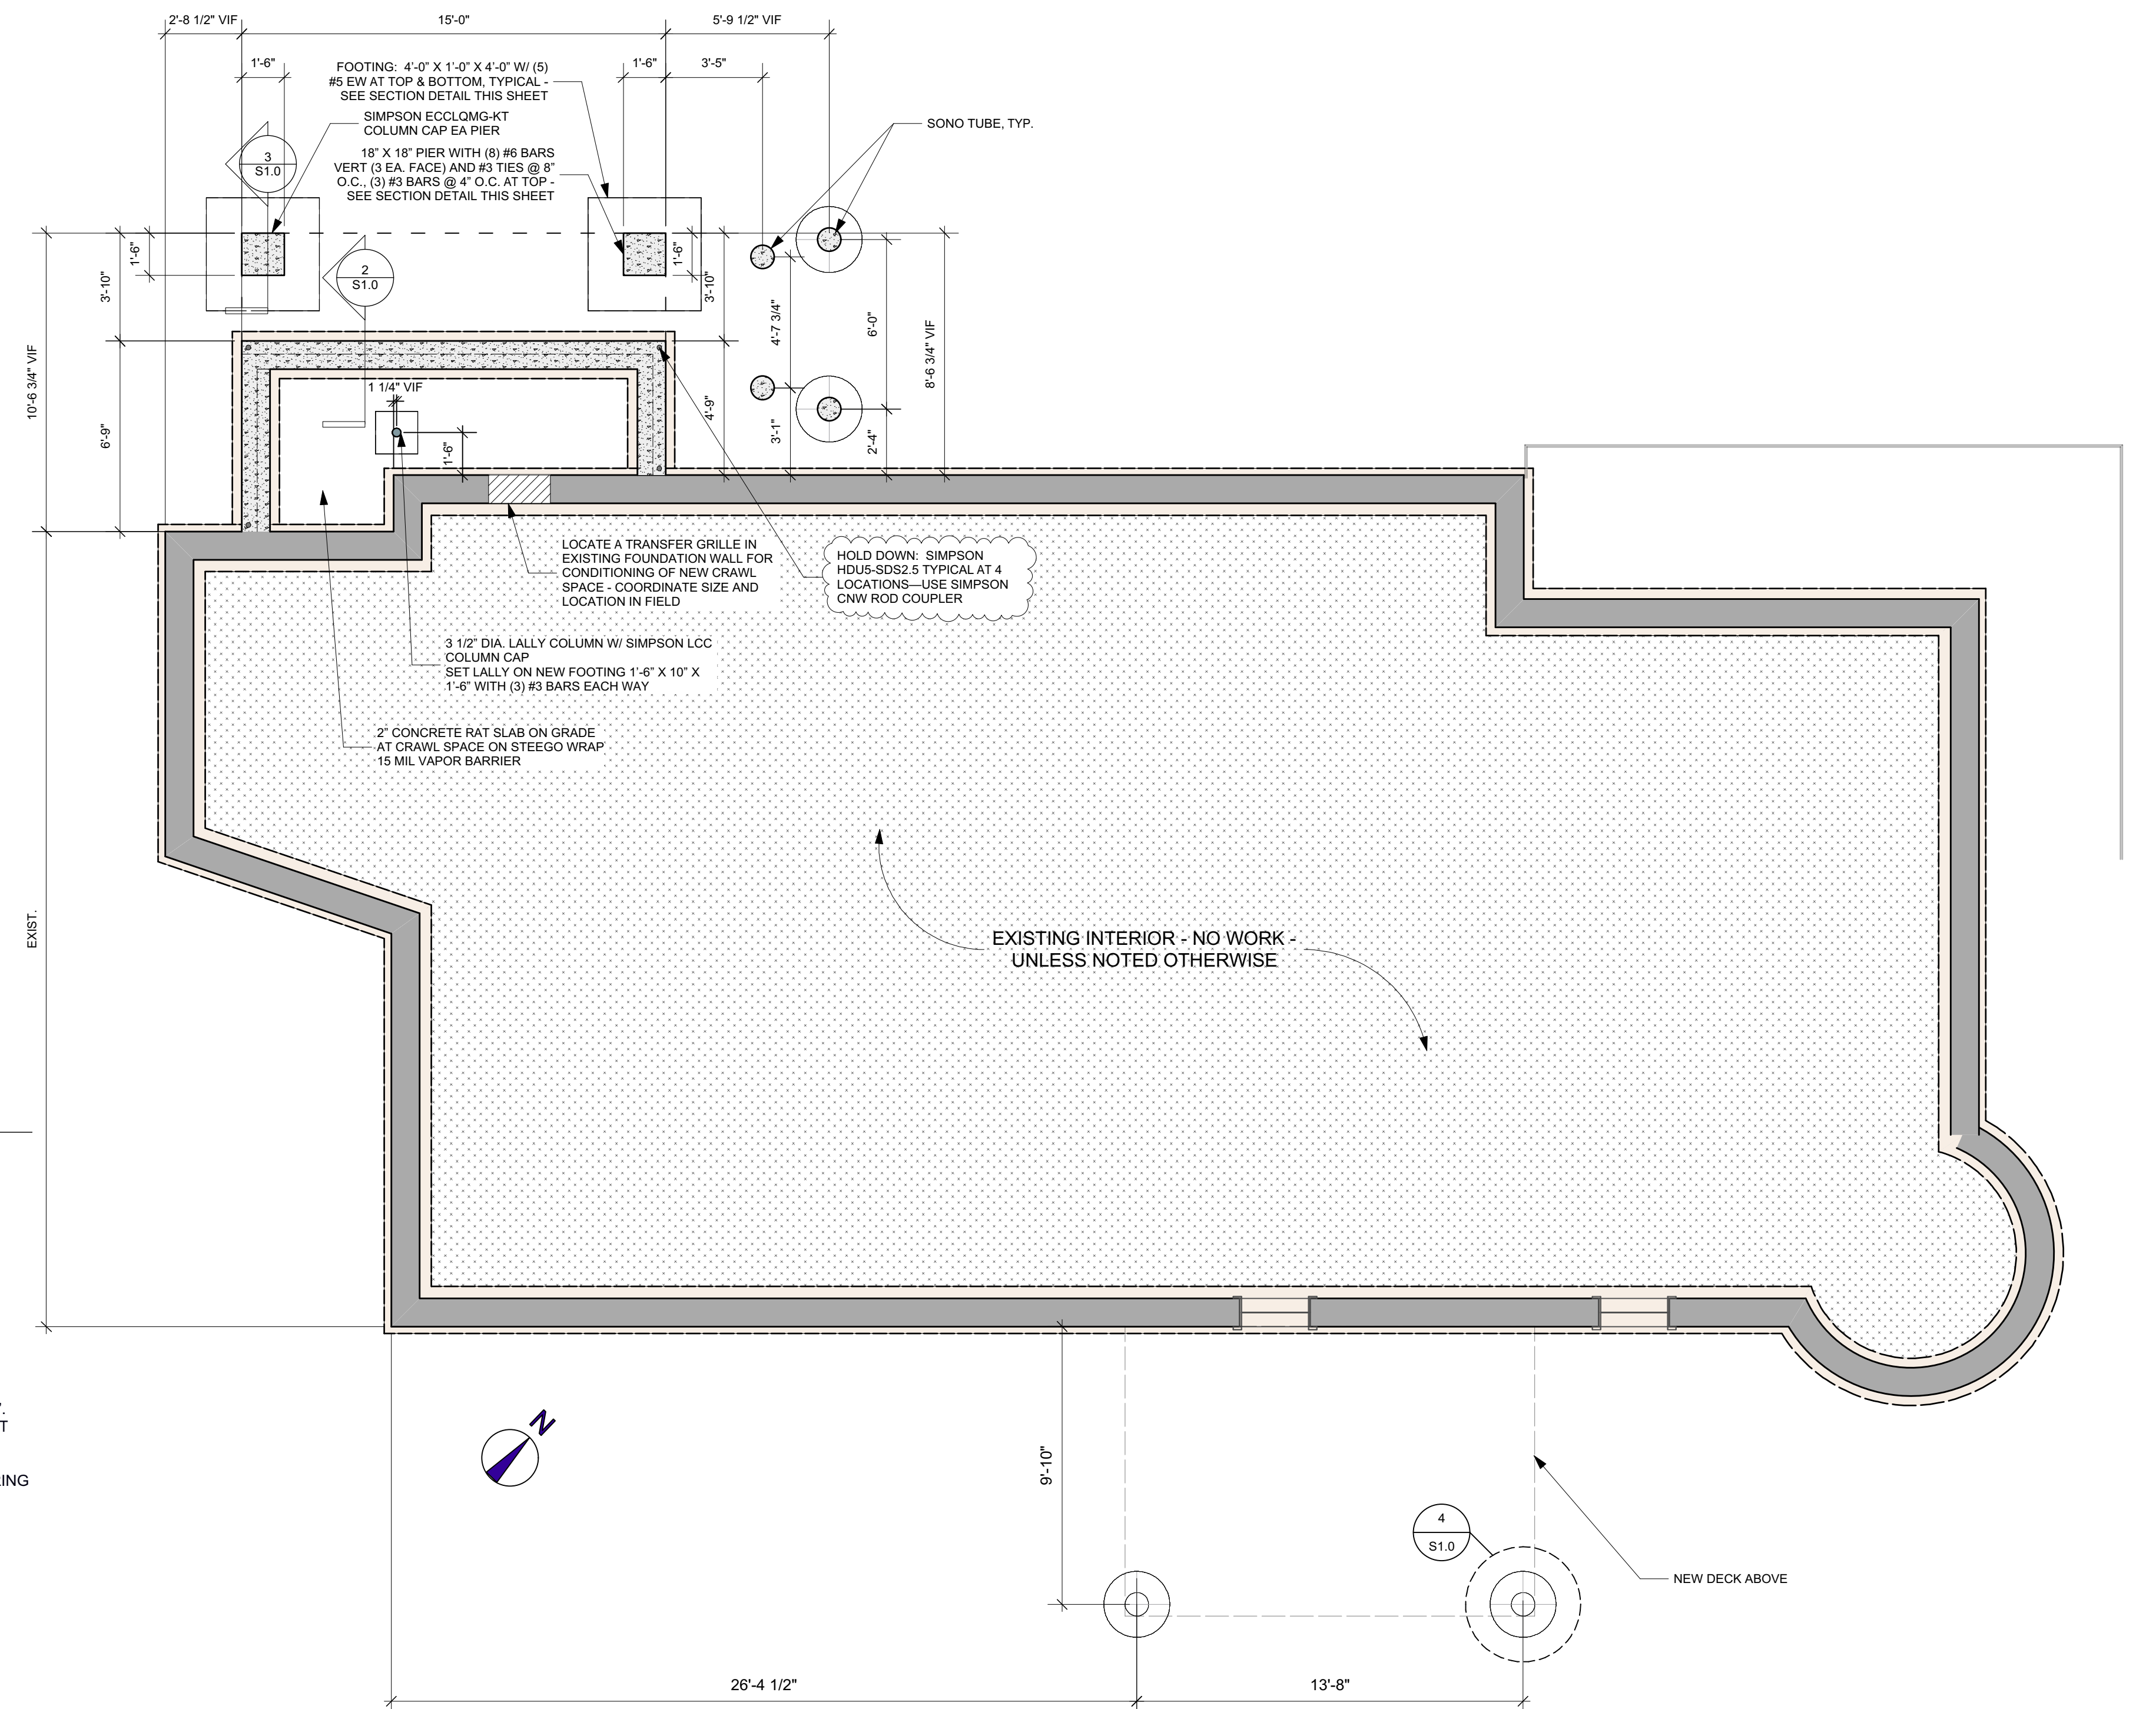 2'-8 1/2" VIF
15'-0"
5'-9 1/2" VIF
1'-6"
1'-6"
3'-5"
FOOTING: 4'-0" X 1'-0" X 4'-0" W/ (5)
#5 EW AT TOP & BOTTOM, TYPICAL -
SEE SECTION DETAIL THIS SHEET
SIMPSON ECCLQMG-KT
COLUMN CAP EA PIER
18" X 18" PIER WITH (8) #6 BARS
VERT (3 EA. FACE) AND #3 TIES @ 8"
O.C., (3) #3 BARS @ 4" O.C. AT TOP -
SEE SECTION DETAIL THIS SHEET
SONO TUBE, TYP.
3
S1.0
2
S1.0
1'-6"
3'-10"
1'-6"
3'-10"
10'-6 3/4" VIF
6'-9"
4'-7 3/4"
6'-0"
8'-6 3/4" VIF
1 1/4" VIF
1'-6"
4'-9"
3'-1"
2'-4"
LOCATE A TRANSFER GRILLE IN
EXISTING FOUNDATION WALL FOR
CONDITIONING OF NEW CRAWL
SPACE - COORDINATE SIZE AND
LOCATION IN FIELD
HOLD DOWN: SIMPSON
HDU5-SDS2.5 TYPICAL AT 4
LOCATIONS—USE SIMPSON
CNW ROD COUPLER
3 1/2" DIA. LALLY COLUMN W/ SIMPSON LCC
COLUMN CAP
SET LALLY ON NEW FOOTING 1'-6" X 10" X
1'-6" WITH (3) #3 BARS EACH WAY
2" CONCRETE RAT SLAB ON GRADE
AT CRAWL SPACE ON STEEGO WRAP
15 MIL VAPOR BARRIER
EXIST.
EXISTING INTERIOR - NO WORK -
UNLESS NOTED OTHERWISE
N
9'-10"
4
S1.0
NEW DECK ABOVE
26'-4 1/2"
13'-8"